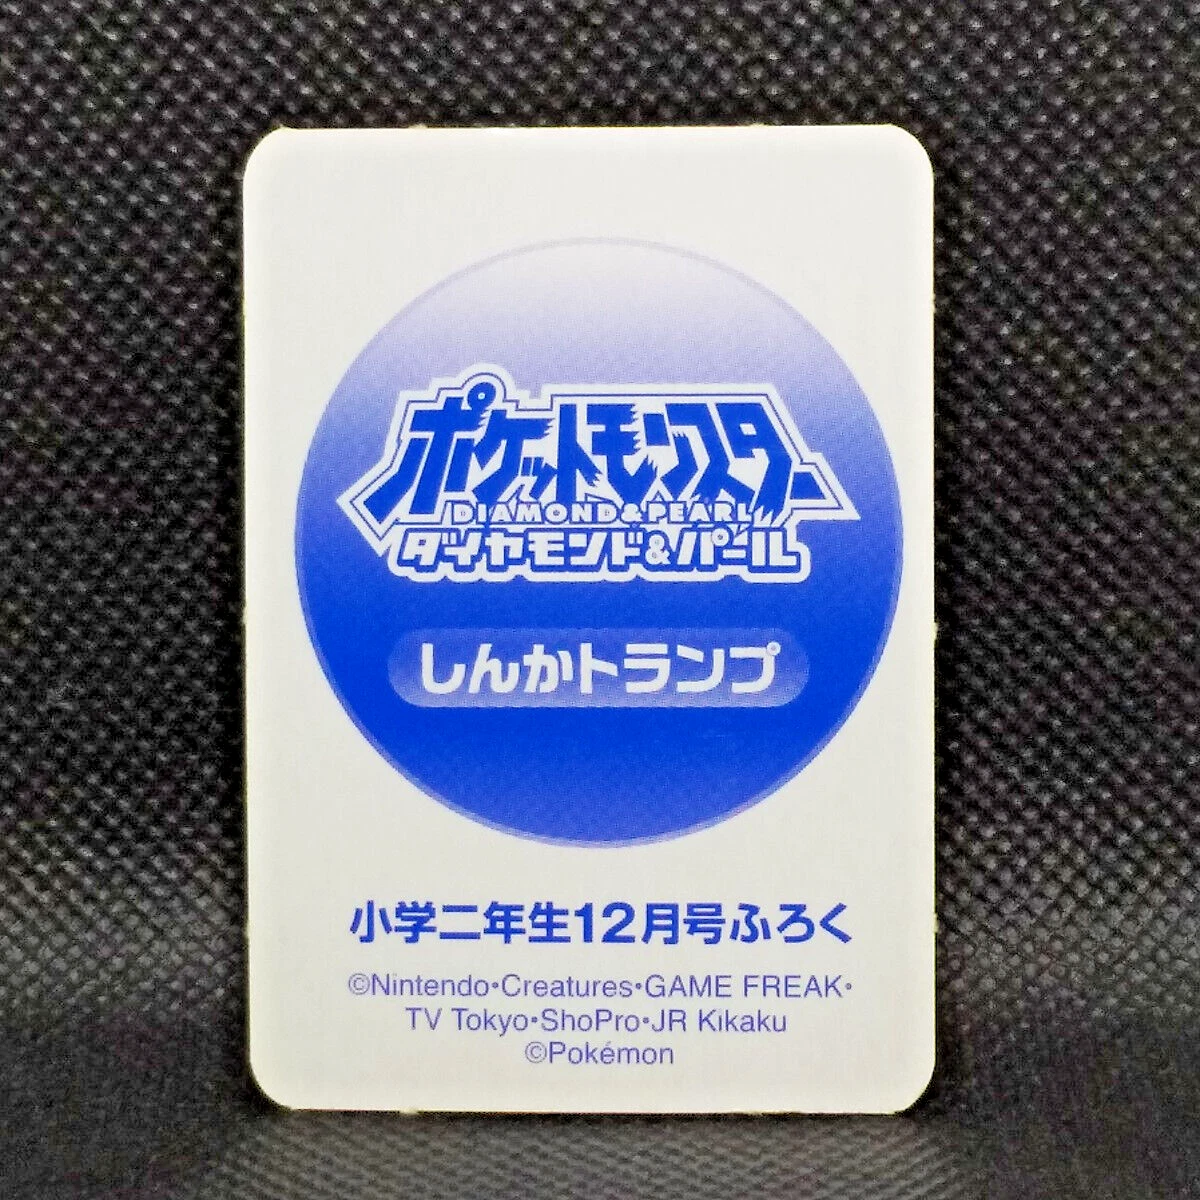 ポケットモンスター
DIAMOND&PEARL
ダイヤモンド&パール
しんかトランプ
小学二年生12月号ふろく
©Nintendo・Creatures・GAME FREAK・
TV Tokyo・ShoPro・JR Kikaku
©Pokémon